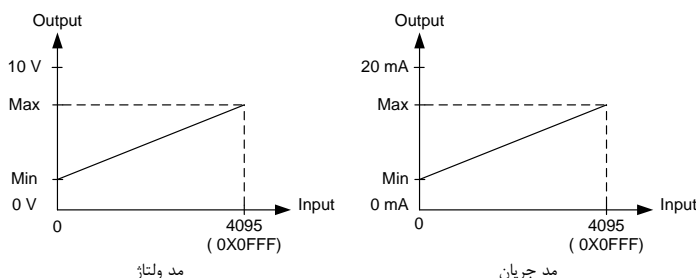 Output
10 V
Max
Min
0 V
0
4095
( 0X0FFF)
Input
مد ولتاژ
Output
20 mA
Max
Min
0 mA
0
4095
( 0X0FFF)
Input
مد جریان